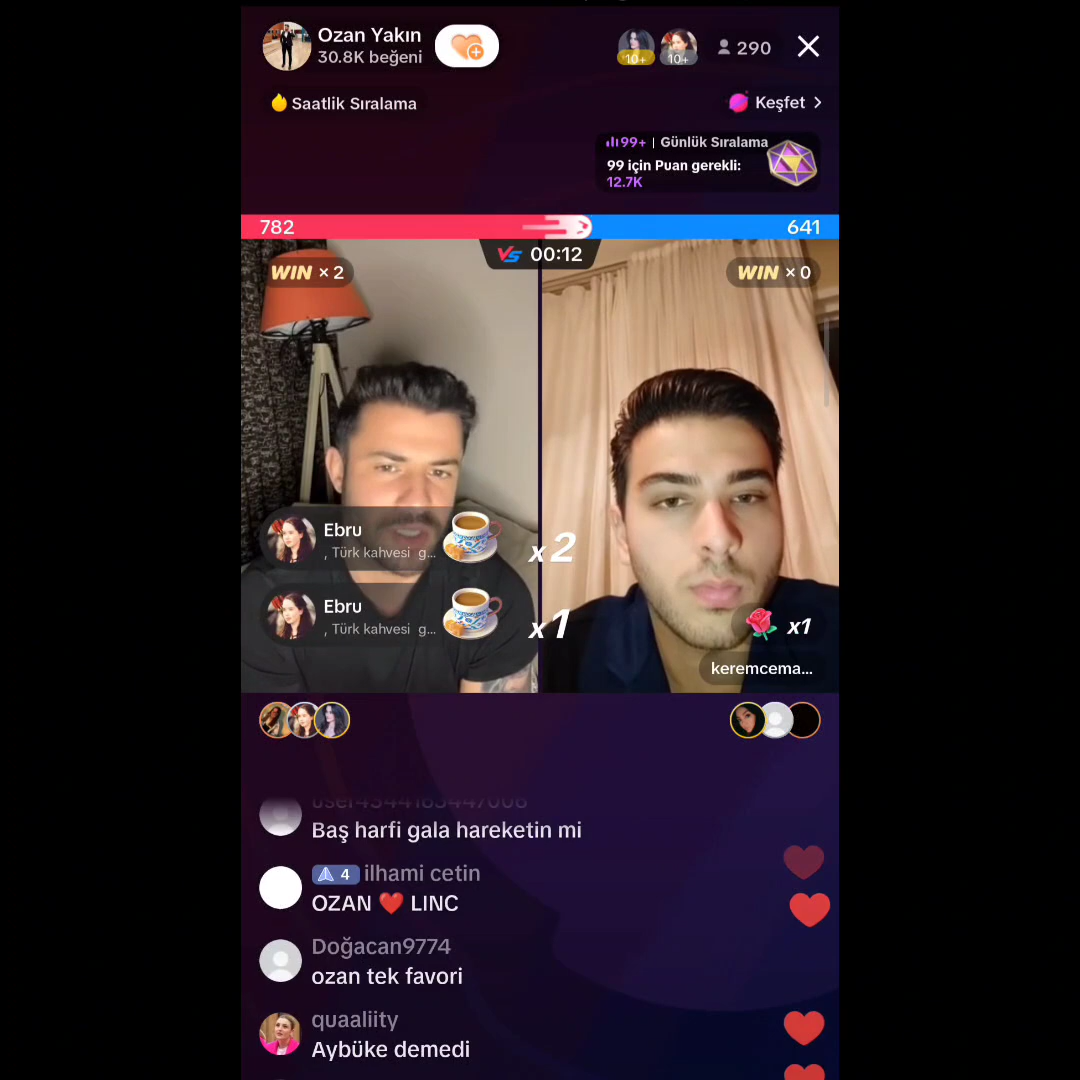 Ozan Yakın
30.8K beğeni
10+
10+
290
Saatlik Sıralama
Keşfet
99+ | Günlük Sıralama
99 için Puan gerekli:
12.7K
782
641
VS 00:12
WIN × 2
WIN × 0
Ebru
, Türk kahvesi g...
x2
Ebru
, Türk kahvesi g...
x1
x1
keremcema...
user4344183447008
Baş harfi gala hareketin mi
4 ilhami cetin
OZAN ❤️ LINC
Doğacan9774
ozan tek favori
quaaliity
Aybüke demedi